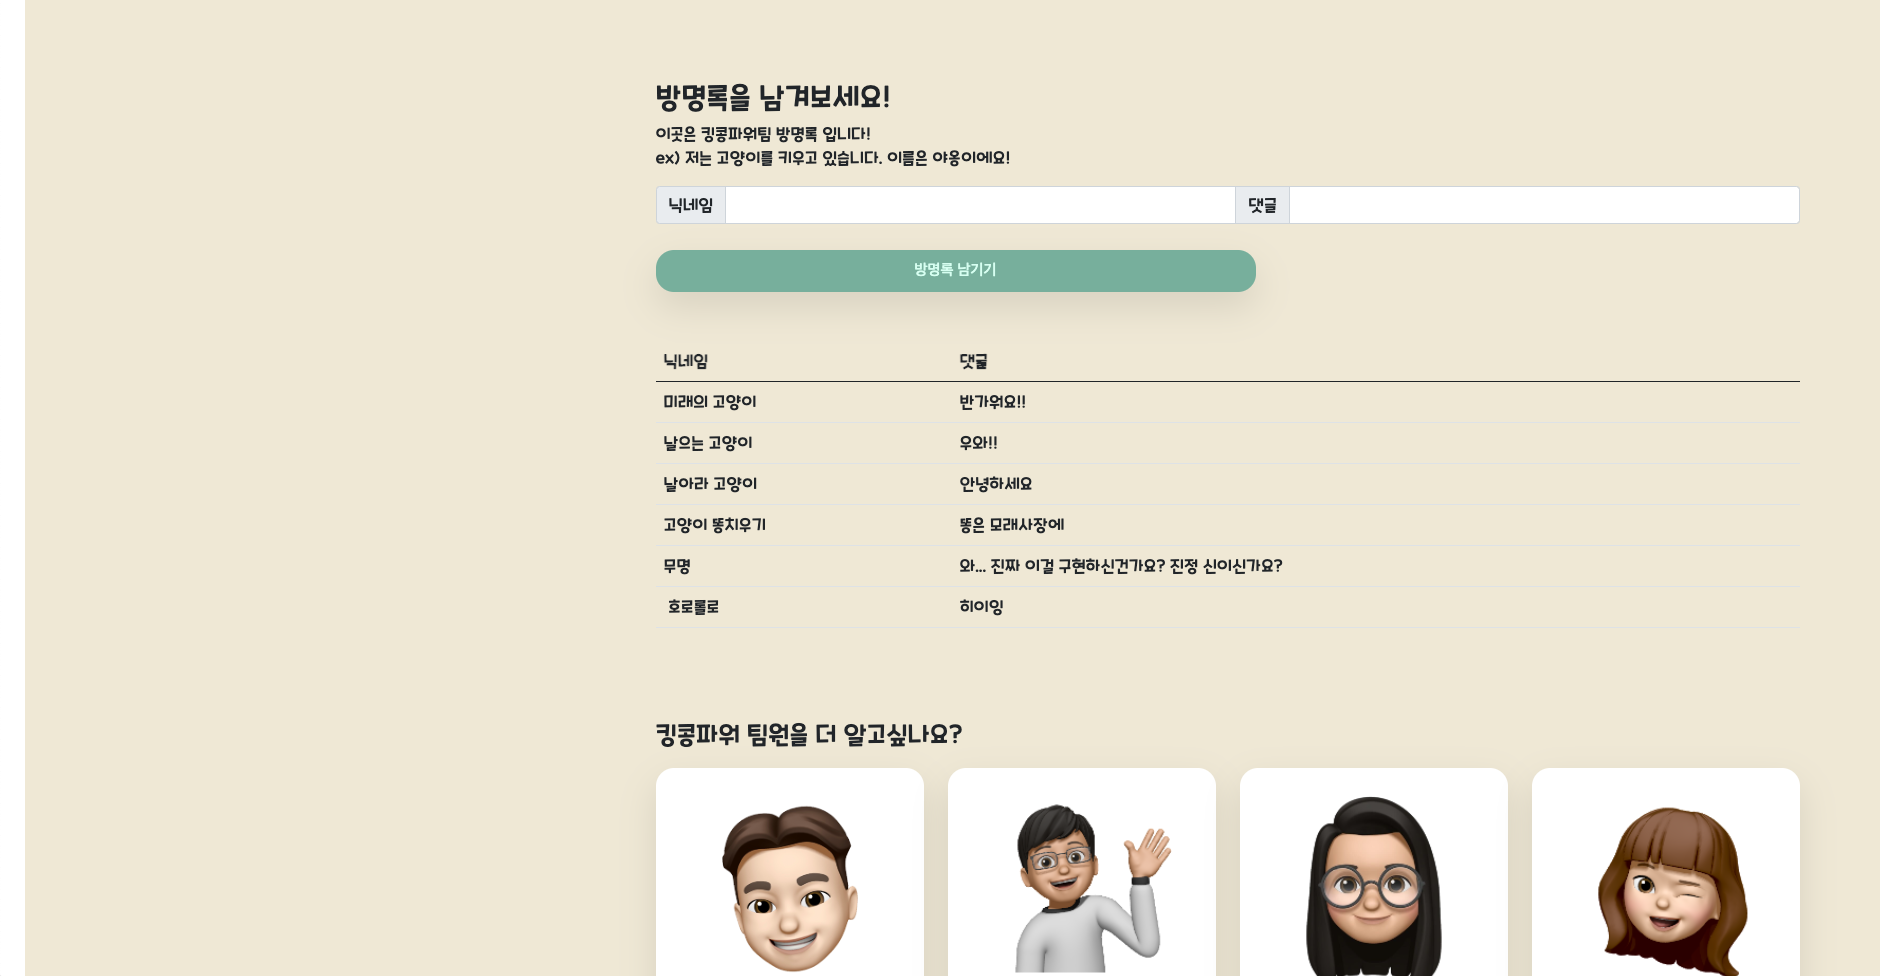 방명록을 남겨보세요!
이곳은 킹콩파워팀 방명록 입니다!
ex) 저는 고양이를 키우고 있습니다. 이름은 야옹이에요!
닉네임 댓글
방명록 남기기
닉네임 댓글
미래의 고양이 반가워요!!
날으는 고양이 우와!!
날아라 고양이 안녕하세요
고양이 똥치우기 똥은 모래사장에
무명 와... 진짜 이걸 구현하신건가요? 진정 신이신가요?
호로롤로 히이잉
킹콩파워 팀원을 더 알고싶나요?